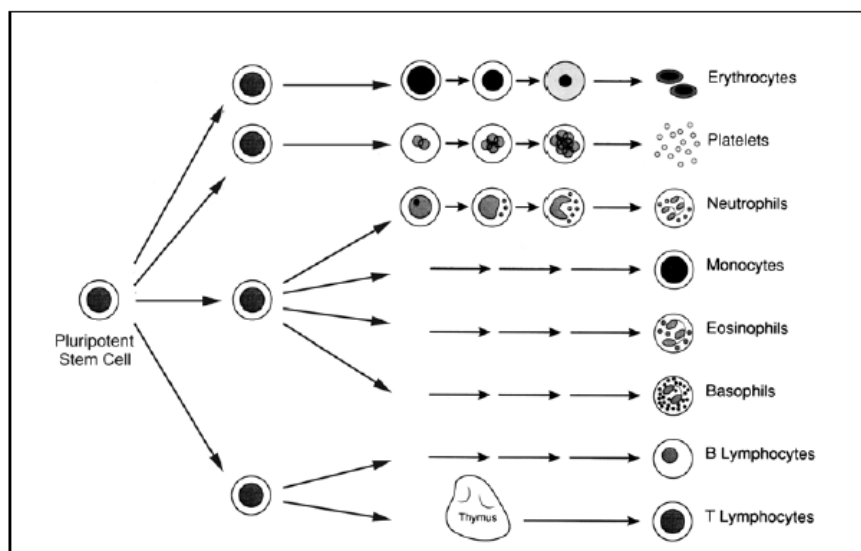 Erythrocytes
Platelets
Neutrophils
Monocytes
Pluripotent
Stem Cell
Eosinophils
Basophils
B Lymphocytes
Thymus
T Lymphocytes